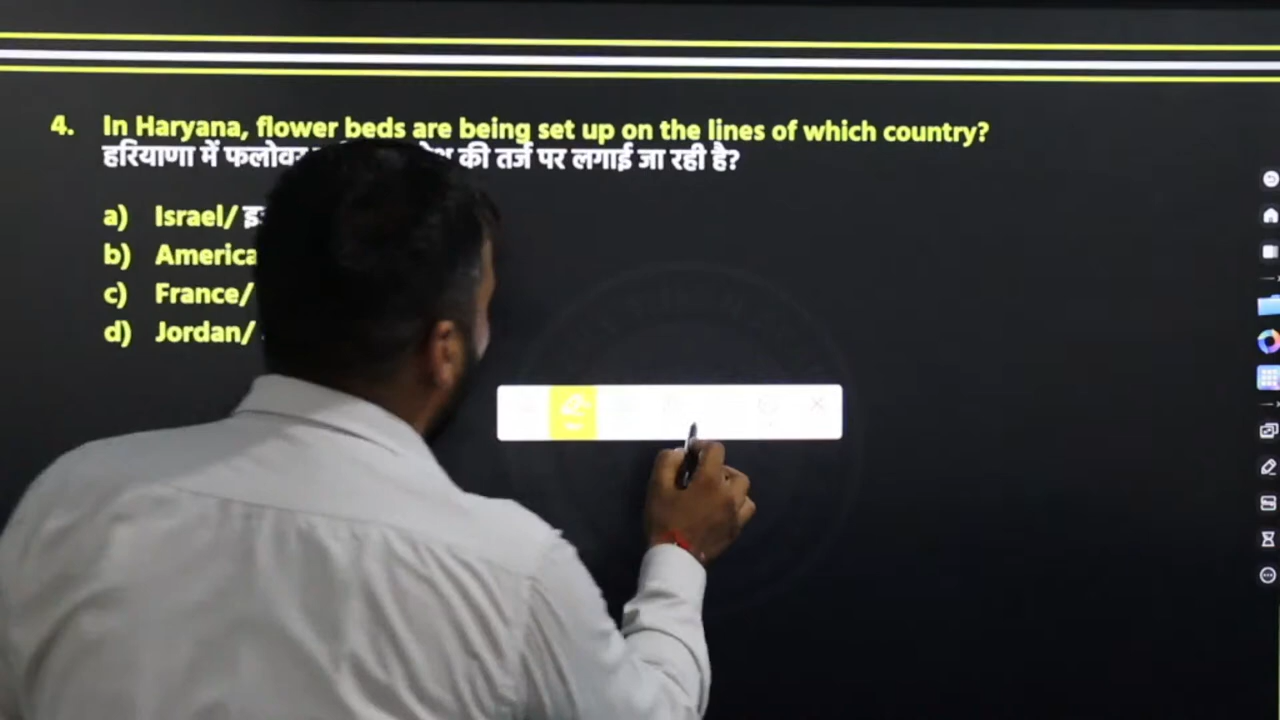 4. In Haryana, flower beds are being set up on the lines of which country?
हरियाणा में की तर्ज पर लगाई जा रही है?
a) Israel/
b) America
c) France/
d) Jordan/